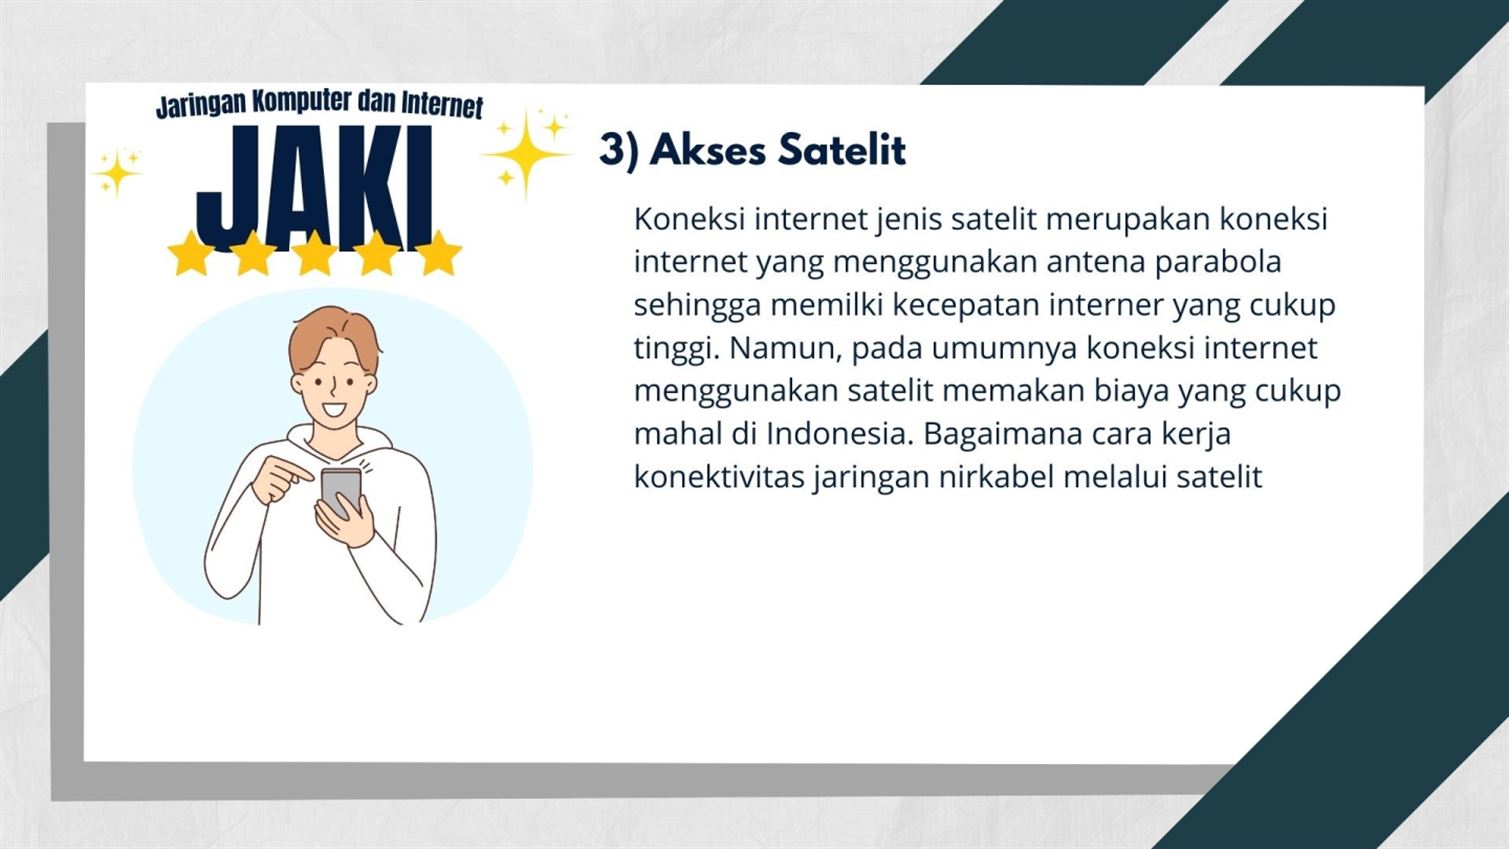 Jaringan Komputer dan Internet
JAKI
3) Akses Satelit
Koneksi internet jenis satelit merupakan koneksi
internet yang menggunakan antena parabola
sehingga memilki kecepatan interner yang cukup
tinggi. Namun, pada umumnya koneksi internet
menggunakan satelit memakan biaya yang cukup
mahal di Indonesia. Bagaimana cara kerja
konektivitas jaringan nirkabel melalui satelit